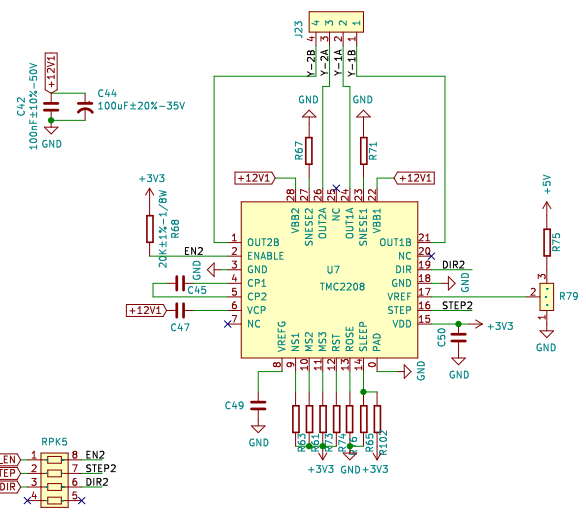 J23
4 3 2 1
4 3 2 1
Y-2B Y-2A Y-1A Y-1B
+12V1
C42
100nF±10%-50V
C44
100uF±20%-35V
GND
GND GND
R67 R71
+12V1 +12V1
28 27 26 25 24 23 22
VBB2 SNESE2 OUT2A NC OUT1A SNESE1 VBB1
+3V3
R68
20K±1%-1/8W
EN2
GND
C45
+12V1
C47
1 OUT2B
2 ENABLE
3 GND
4 CP1
5 CP2
6 VCP
7 NC
U7
TMC2208
OUT1B 21
NC 20
DIR 19 DIR2
GND 18 GND
VREF 17
STEP 16 STEP2
VDD 15
+3V3
C50
GND
+5V
R75
3
2 R79
1
GND
VREFG NS1 MS2 MS3 RST ROSE SLEEP PAD
8 9 10 11 12 13 14 0
GND
C49
GND
R63 R61 R73 R74 R76 R65 R102
+3V3 GND +3V3
RPK5
LEN 1 8 EN2
TEP 2 7 STEP2
DIR 3 6 DIR2
4 5